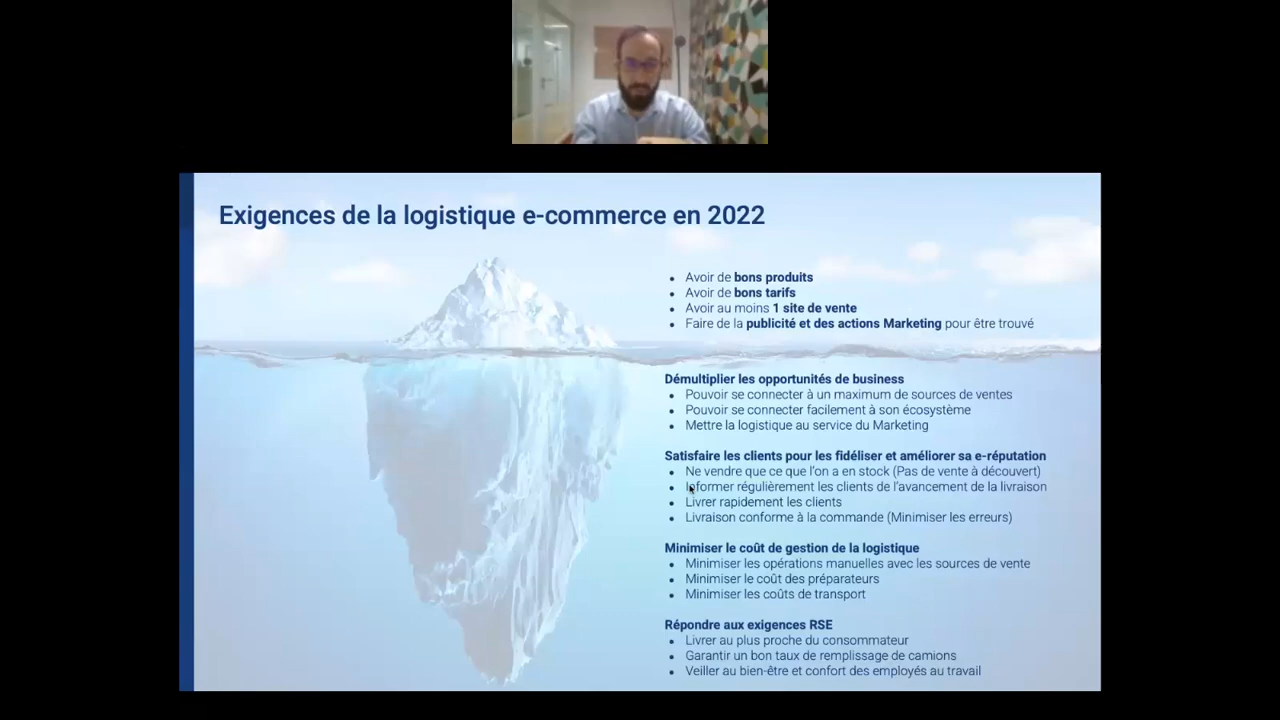 Exigences de la logistique e-commerce en 2022
• Avoir de bons produits
• Avoir de bons tarifs
• Avoir au moins 1 site de vente
• Faire de la publicité et des actions Marketing pour être trouvé
Démultiplier les opportunités de business
• Pouvoir se connecter à un maximum de sources de ventes
• Pouvoir se connecter facilement à son écosystème
• Mettre la logistique au service du Marketing
Satisfaire les clients pour les fidéliser et améliorer sa e-réputation
• Ne vendre que ce que l'on a en stock (Pas de vente à découvert)
• Informer régulièrement les clients de l'avancement de la livraison
• Livrer rapidement les clients
• Livraison conforme à la commande (Minimiser les erreurs)
Minimiser le coût de gestion de la logistique
• Minimiser les opérations manuelles avec les sources de vente
• Minimiser le coût des préparateurs
• Minimiser les coûts de transport
Répondre aux exigences RSE
• Livrer au plus proche du consommateur
• Garantir un bon taux de remplissage de camions
• Veiller au bien-être et confort des employés au travail